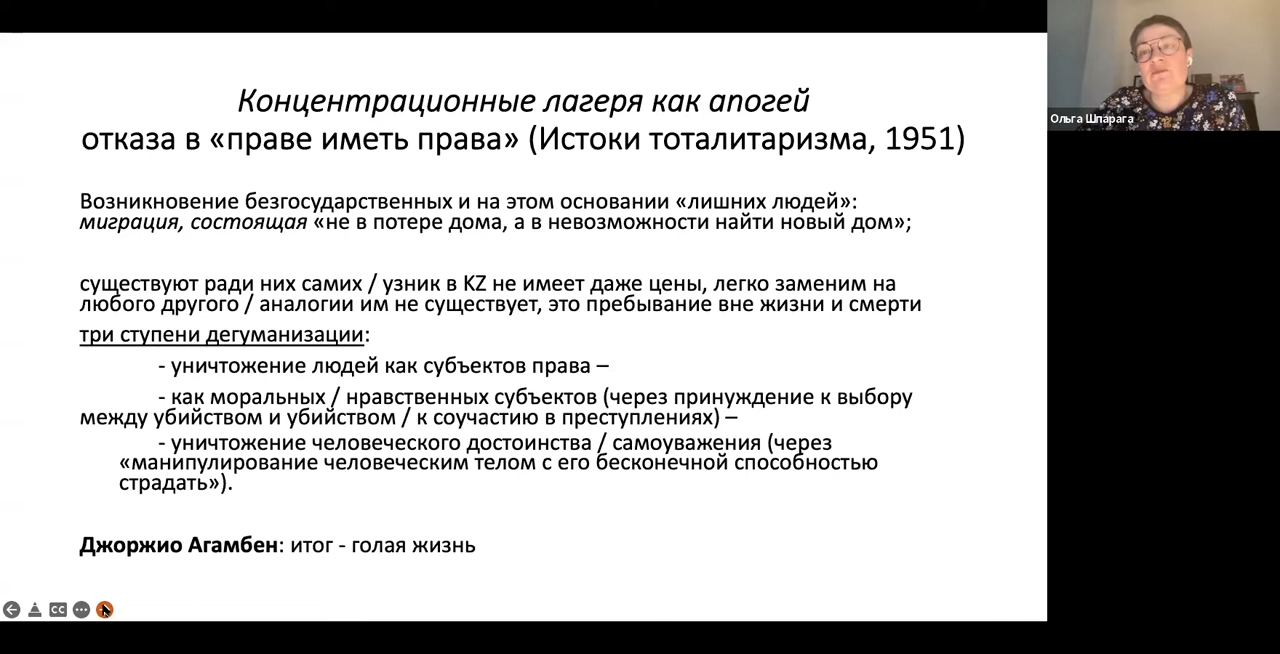 Концентрационные лагеря как апогей
отказа в «праве иметь права» (Истоки тоталитаризма, 1951)
Возникновение безгосударственных и на этом основании «лишних людей»:
миграция, состоящая «не в потере дома, а в невозможности найти новый дом»;
существуют ради них самих / узник в KZ не имеет даже цены, легко заменим на
любого другого / аналогии им не существует, это пребывание вне жизни и смерти
три ступени дегуманизации:
- уничтожение людей как субъектов права –
- как моральных / нравственных субъектов (через принуждение к выбору
между убийством и убийством / к соучастию в преступлениях) –
- уничтожение человеческого достоинства / самоуважения (через
«манипулирование человеческим телом с его бесконечной способностью
страдать»).
Джоржио Агамбен: итог - голая жизнь
CC
Ольга Шпарага